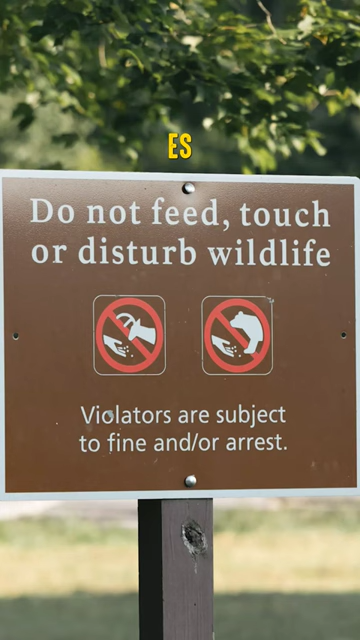 ES
Do not feed, touch
or disturb wildlife
Violators are subject
to fine and/or arrest.